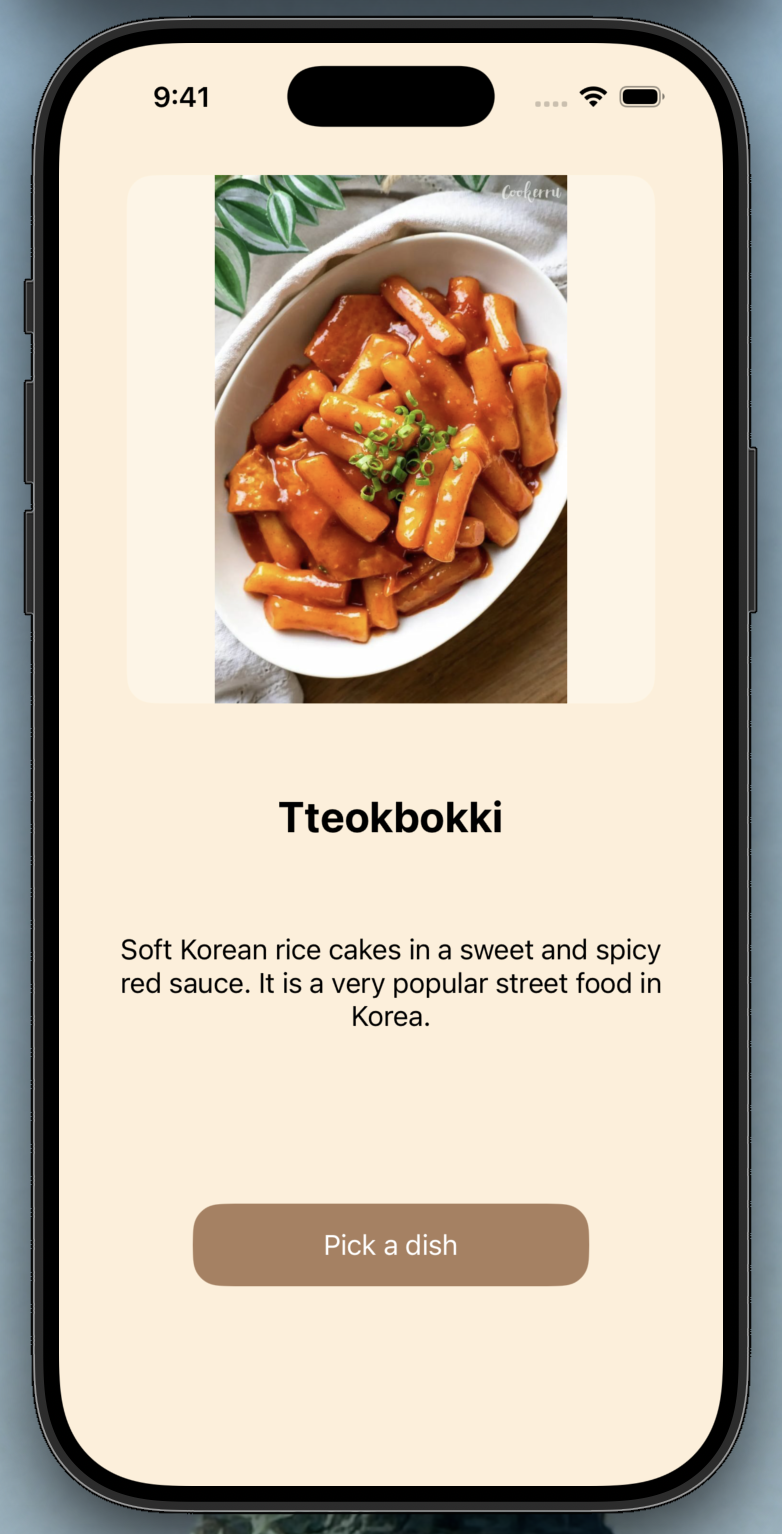 9:41
Cookerru
Tteokbokki
Soft Korean rice cakes in a sweet and spicy
red sauce. It is a very popular street food in
Korea.
Pick a dish